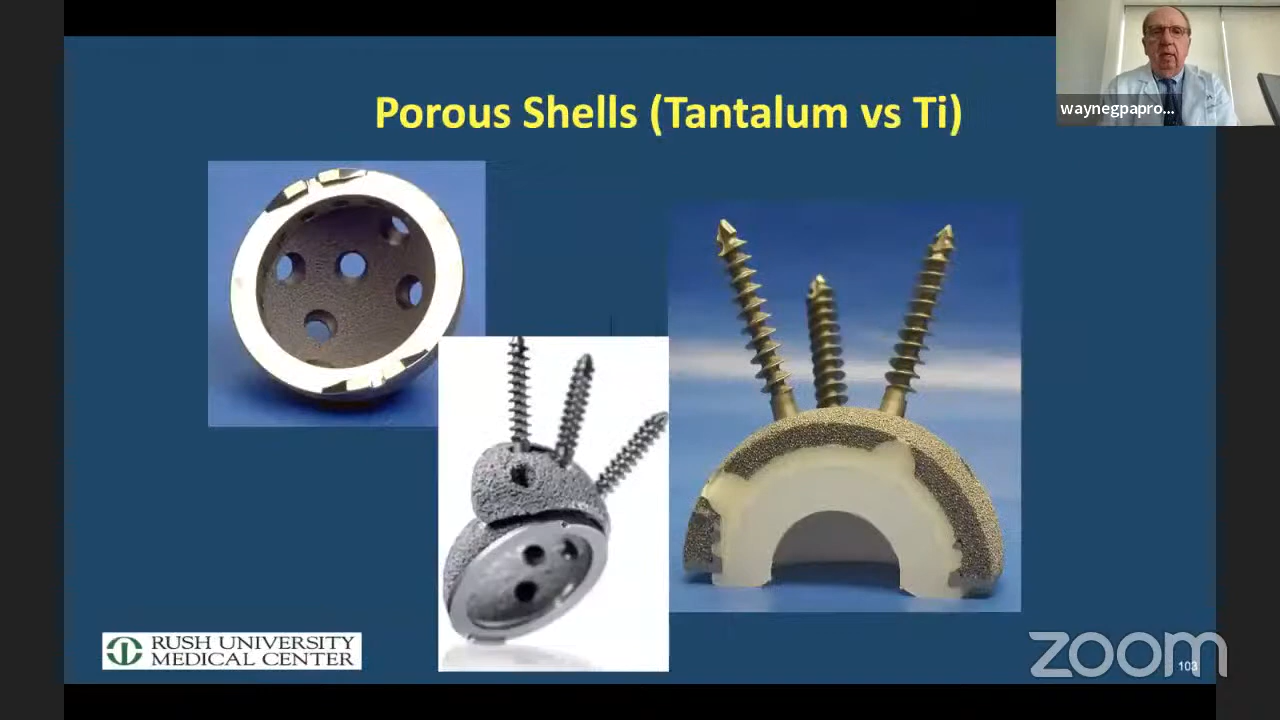 Porous Shells (Tantalum vs Ti)
waynegpapro...
RUSH UNIVERSITY
MEDICAL CENTER
zoom
103